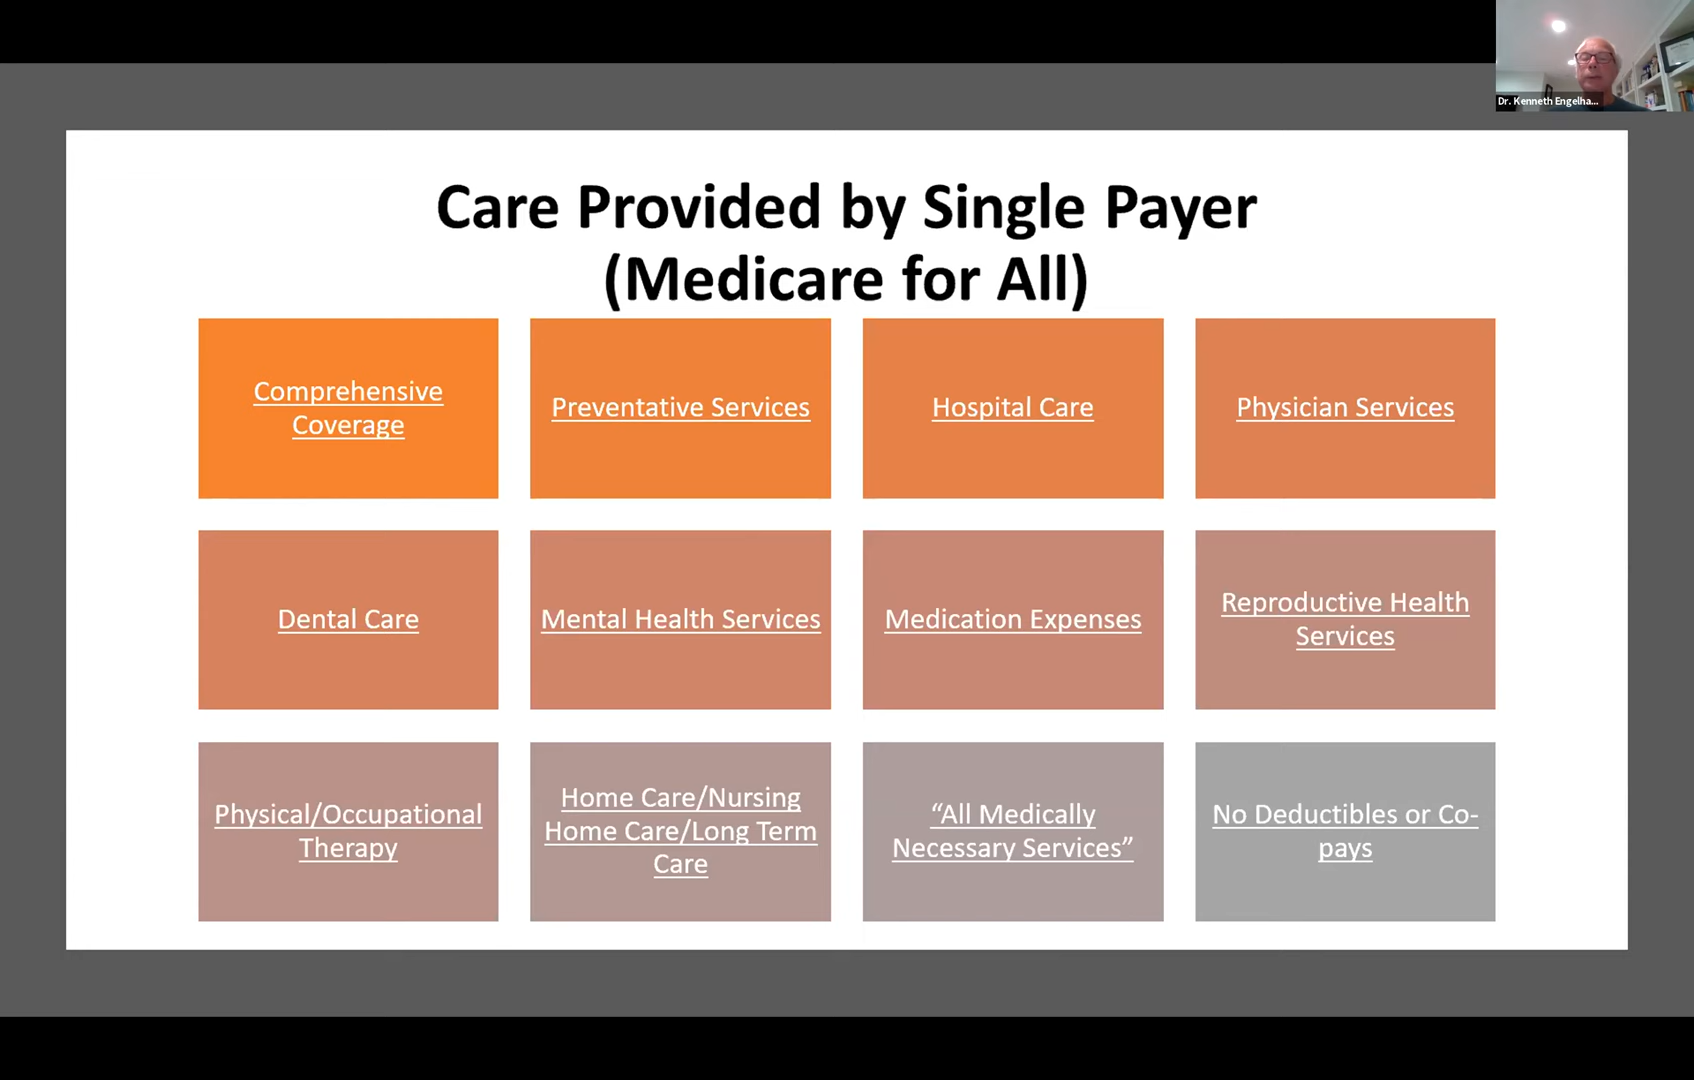 Dr. Kenneth Engelha...
Care Provided by Single Payer
(Medicare for All)
Comprehensive
Coverage
Preventative Services
Hospital Care
Physician Services
Dental Care
Mental Health Services
Medication Expenses
Reproductive Health
Services
Physical/Occupational
Therapy
Home Care/Nursing
Home Care/Long Term
Care
“All Medically
Necessary Services”
No Deductibles or Co-
pays